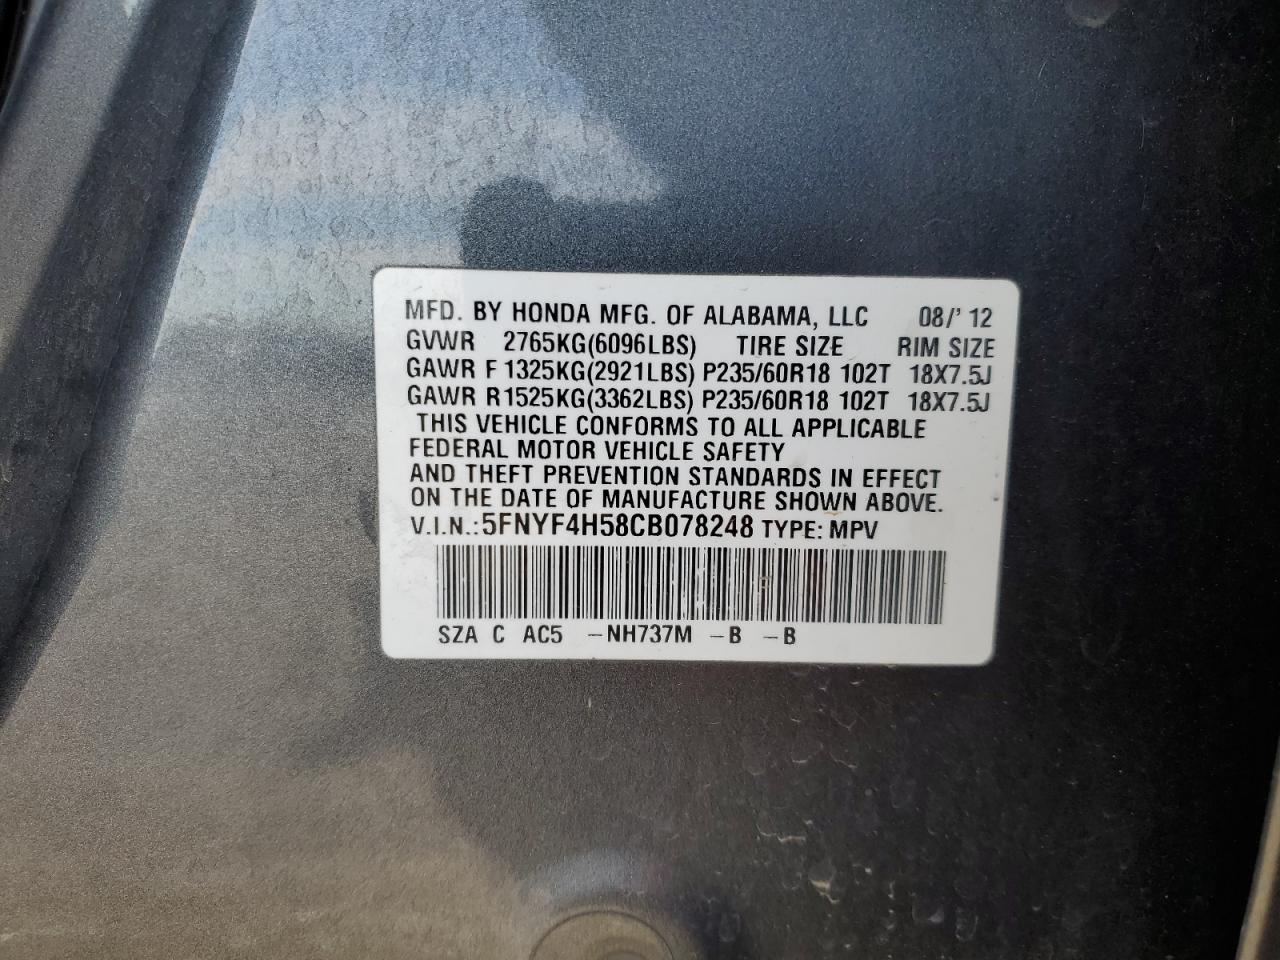 MFD. BY HONDA MFG. OF ALABAMA, LLC 08/'12
GVWR 2765KG(6096LBS) TIRE SIZE RIM SIZE
GAWR F 1325KG(2921LBS) P235/60R18 102T 18X7.5J
GAWR R 1525KG(3362LBS) P235/60R18 102T 18X7.5J
THIS VEHICLE CONFORMS TO ALL APPLICABLE
FEDERAL MOTOR VEHICLE SAFETY
AND THEFT PREVENTION STANDARDS IN EFFECT
ON THE DATE OF MANUFACTURE SHOWN ABOVE.
V.I.N.:5FNYF4H58CB078248 TYPE: MPV
SZA C AC5 -NH737M -B -B